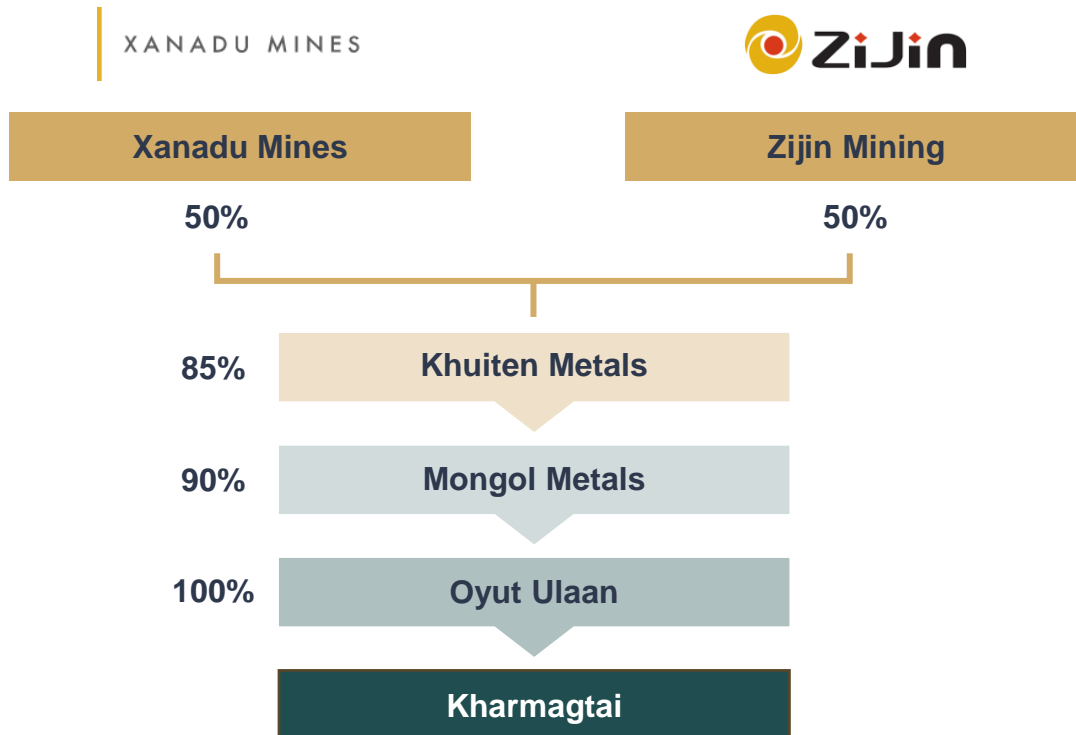 XANADU MINES
ZiJin
Xanadu Mines
Zijin Mining
50%
50%
85%
Khuiten Metals
90%
Mongol Metals
100%
Oyut Ulaan
Kharmagtai